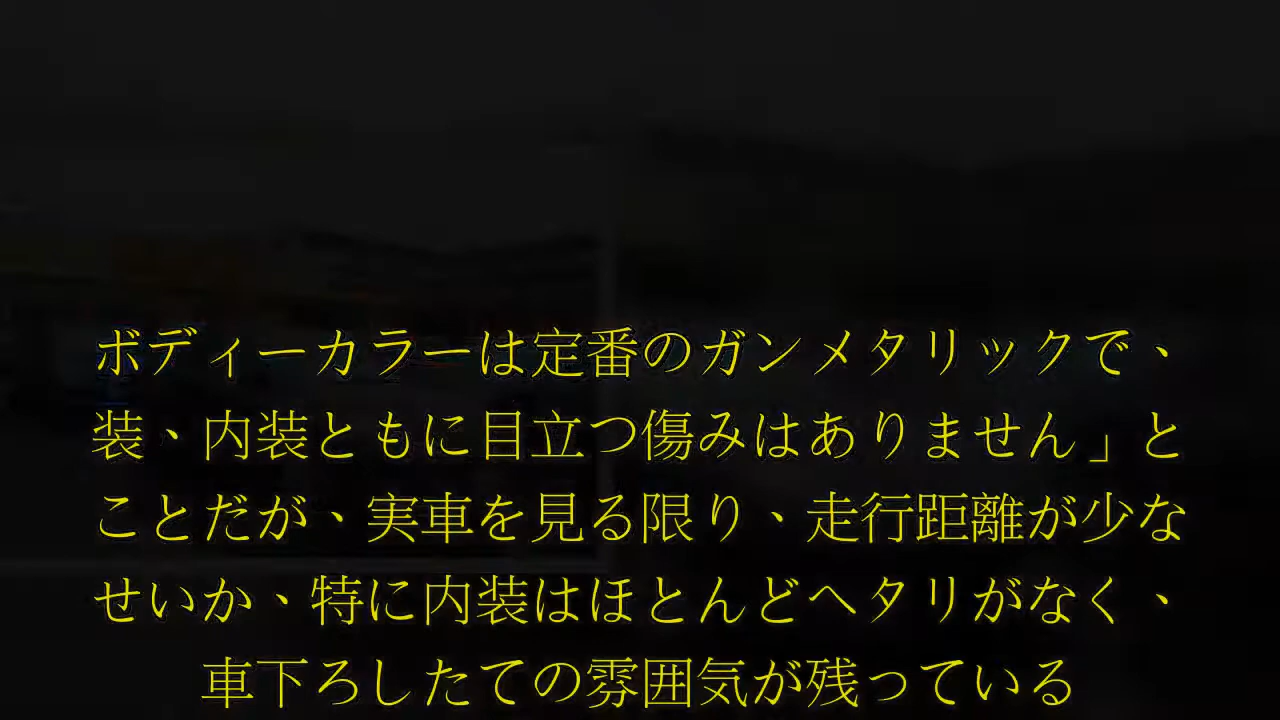 ボディーカラーは定番のガンメタリックで、
装、内装ともに目立つ傷みはありません」と
ことだが、実車を見る限り、走行距離が少な
せいか、特に内装はほとんどヘタリがなく、
車下ろしたての雰囲気が残っている